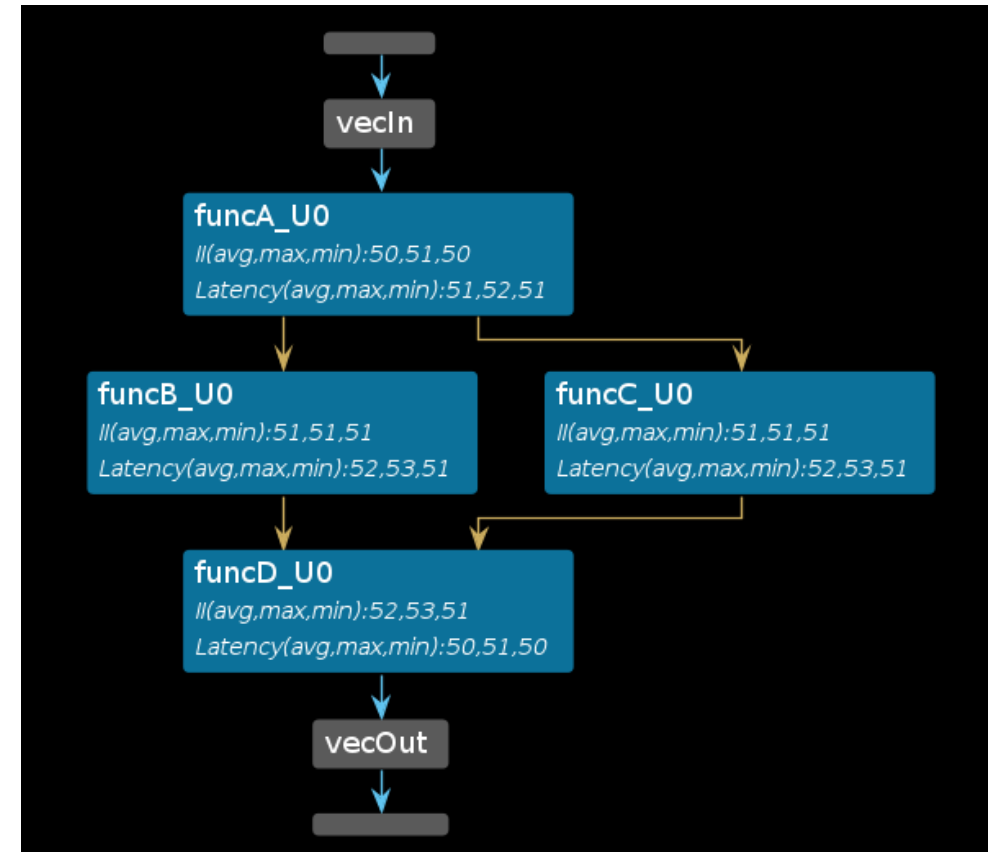 vecIn
funcA_U0
II(avg,max,min):50,51,50
Latency(avg,max,min):51,52,51
funcB_U0
II(avg,max,min):51,51,51
Latency(avg,max,min):52,53,51
funcC_U0
II(avg,max,min):51,51,51
Latency(avg,max,min):52,53,51
funcD_U0
II(avg,max,min):52,53,51
Latency(avg,max,min):50,51,50
vecOut